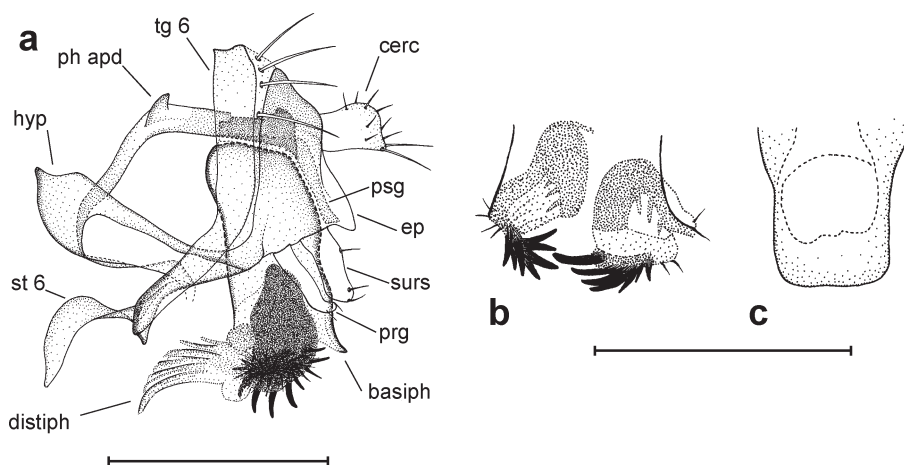 a
tg 6
ph apd
cerc
hyp
psg
ep
st 6
surs
prg
basiph
distiph
b
c